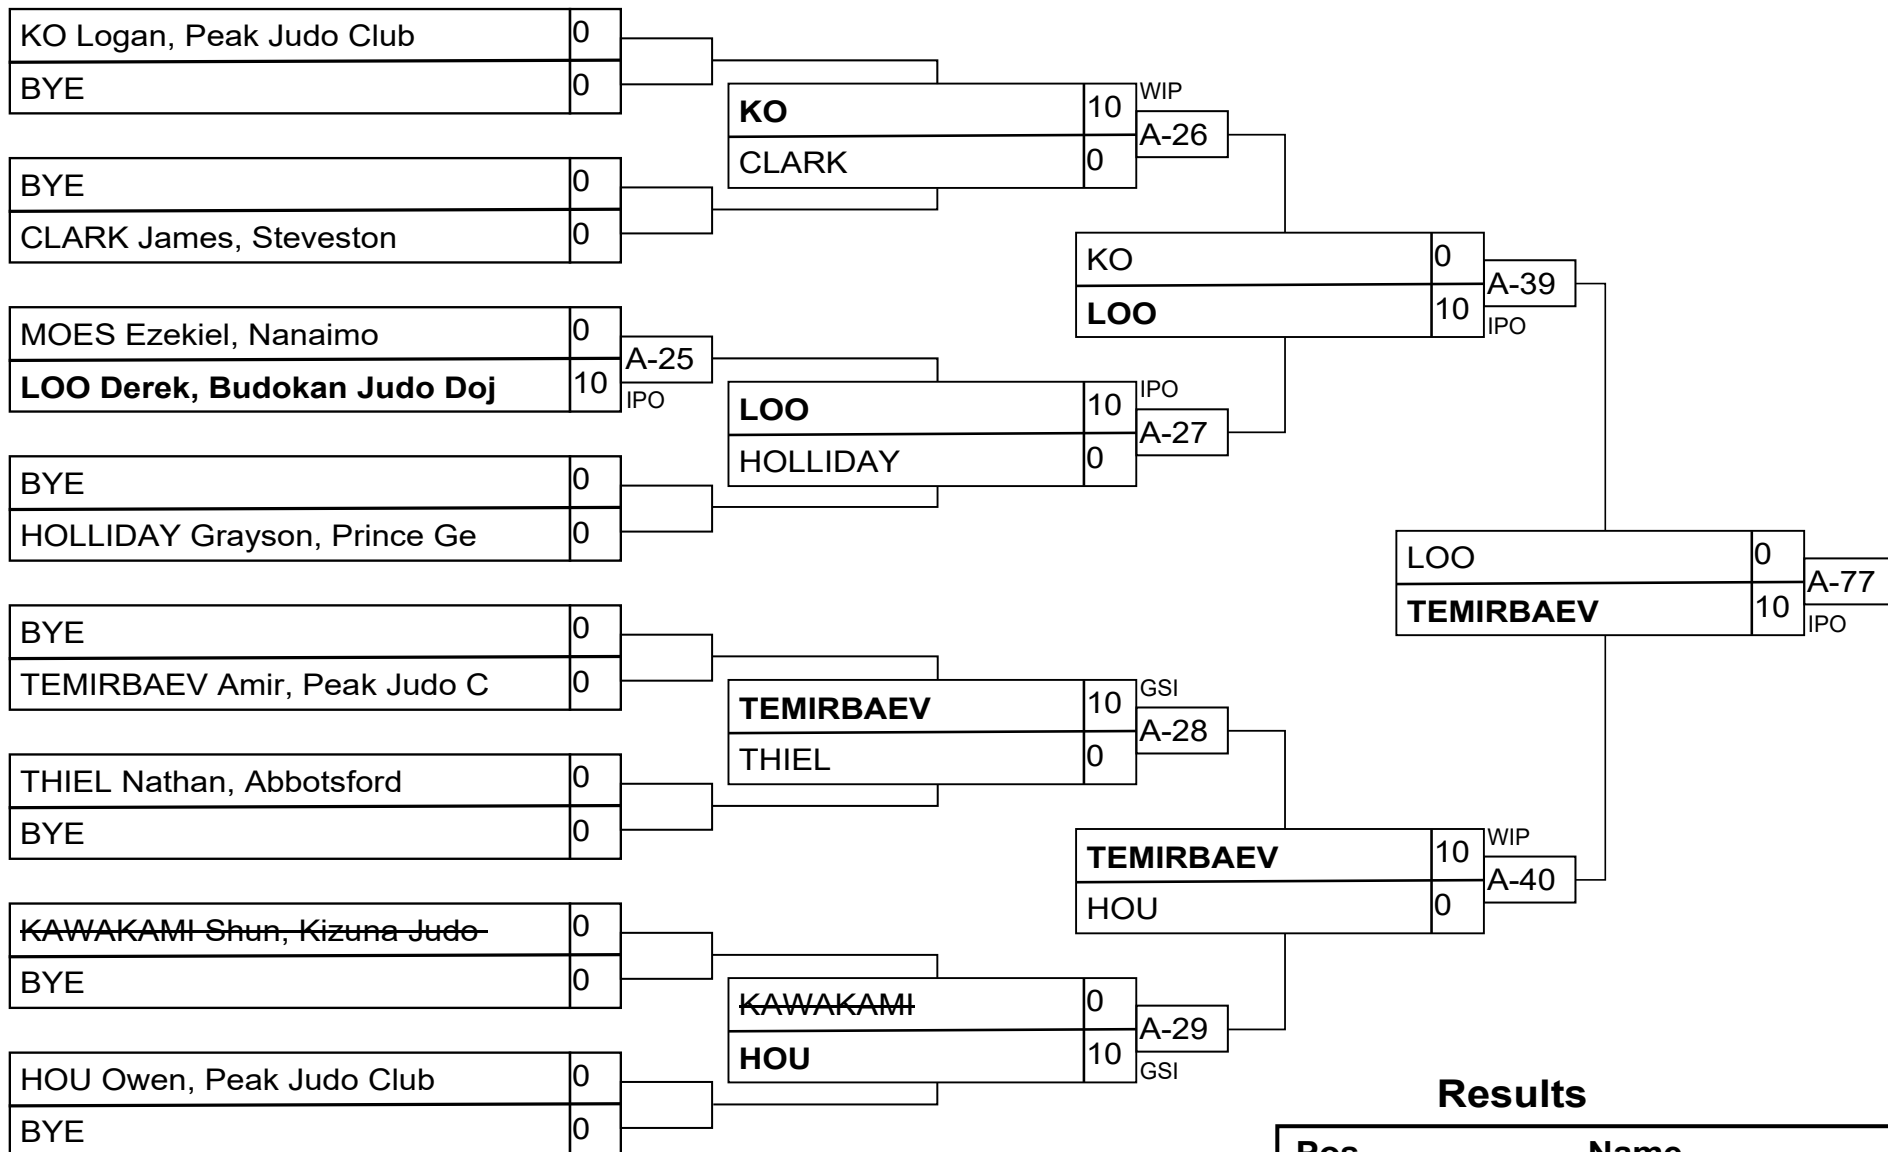 KO Logan, Peak Judo Club 0
BYE 0
BYE 0
CLARK James, Steveston 0
MOES Ezekiel, Nanaimo 0
LOO Derek, Budokan Judo Doj 10
A-25
IPO
BYE 0
HOLLIDAY Grayson, Prince Ge 0
BYE 0
TEMIRBAEV Amir, Peak Judo C 0
THIEL Nathan, Abbotsford 0
BYE 0
KAWAKAMI Shun, Kizuna Judo 0
BYE 0
HOU Owen, Peak Judo Club 0
BYE 0
KO 10 WIP
A-26
CLARK 0
LOO 10 IPO
A-27
HOLLIDAY 0
TEMIRBAEV 10 GSI
A-28
THIEL 0
KAWAKAMI 0
A-29
HOU 10 GSI
KO 0
A-39
LOO 10 IPO
TEMIRBAEV 10 WIP
A-40
HOU 0
LOO 0
A-77
TEMIRBAEV 10 IPO
Results
Pos Name